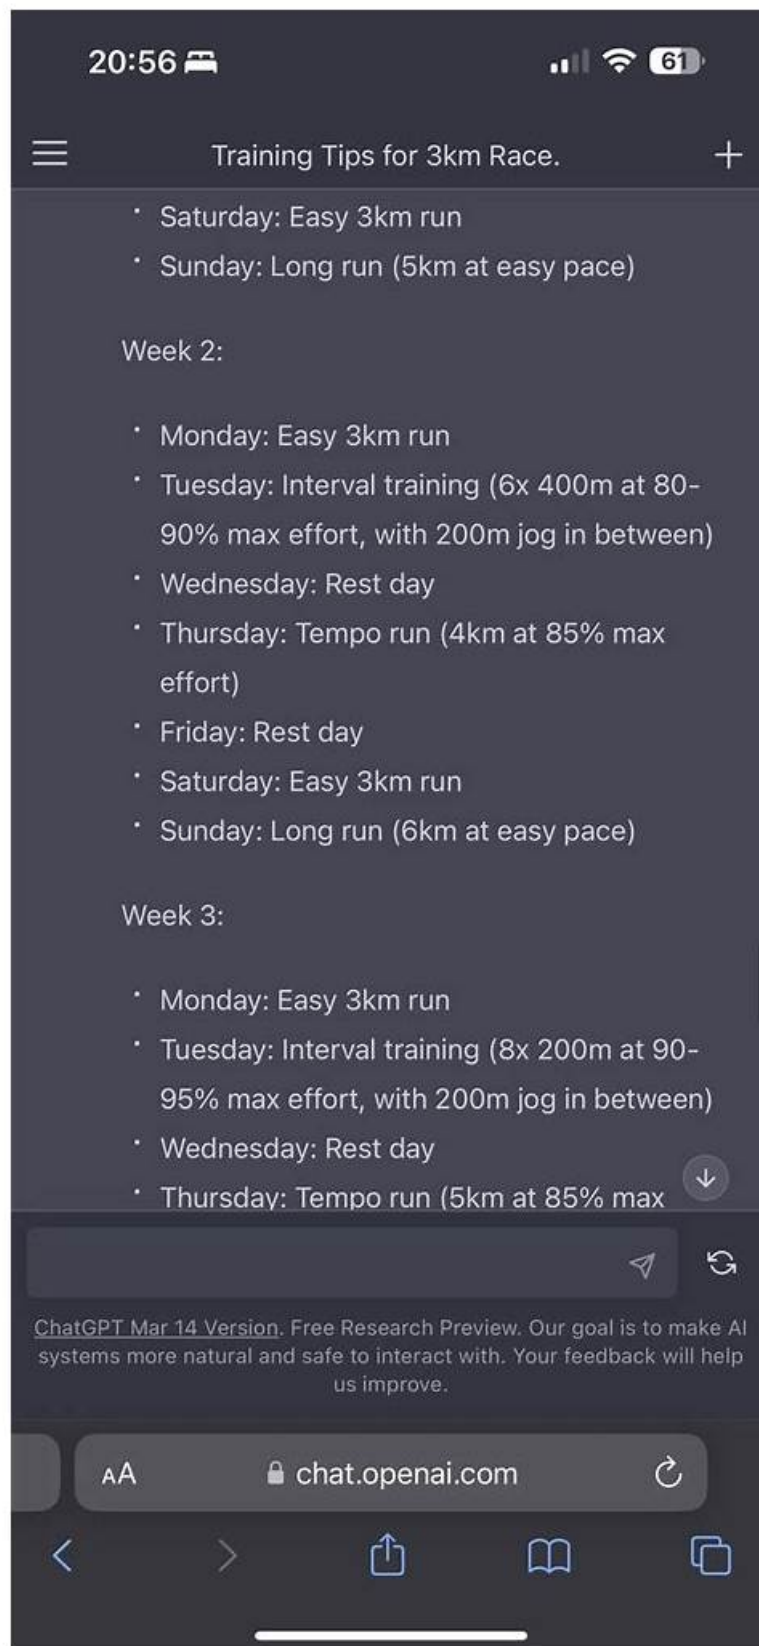 20:56
61
Training Tips for 3km Race.
• Saturday: Easy 3km run
• Sunday: Long run (5km at easy pace)
Week 2:
• Monday: Easy 3km run
• Tuesday: Interval training (6x 400m at 80-
90% max effort, with 200m jog in between)
• Wednesday: Rest day
• Thursday: Tempo run (4km at 85% max
effort)
• Friday: Rest day
• Saturday: Easy 3km run
• Sunday: Long run (6km at easy pace)
Week 3:
• Monday: Easy 3km run
• Tuesday: Interval training (8x 200m at 90-
95% max effort, with 200m jog in between)
• Wednesday: Rest day
• Thursday: Tempo run (5km at 85% max
ChatGPT Mar 14 Version. Free Research Preview. Our goal is to make AI
systems more natural and safe to interact with. Your feedback will help
us improve.
AA
chat.openai.com